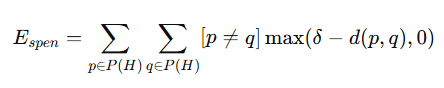 E_{spen} = \sum_{p \in P(H)} \sum_{q \in P(H)} [p \neq q] \max(\delta - d(p, q), 0)